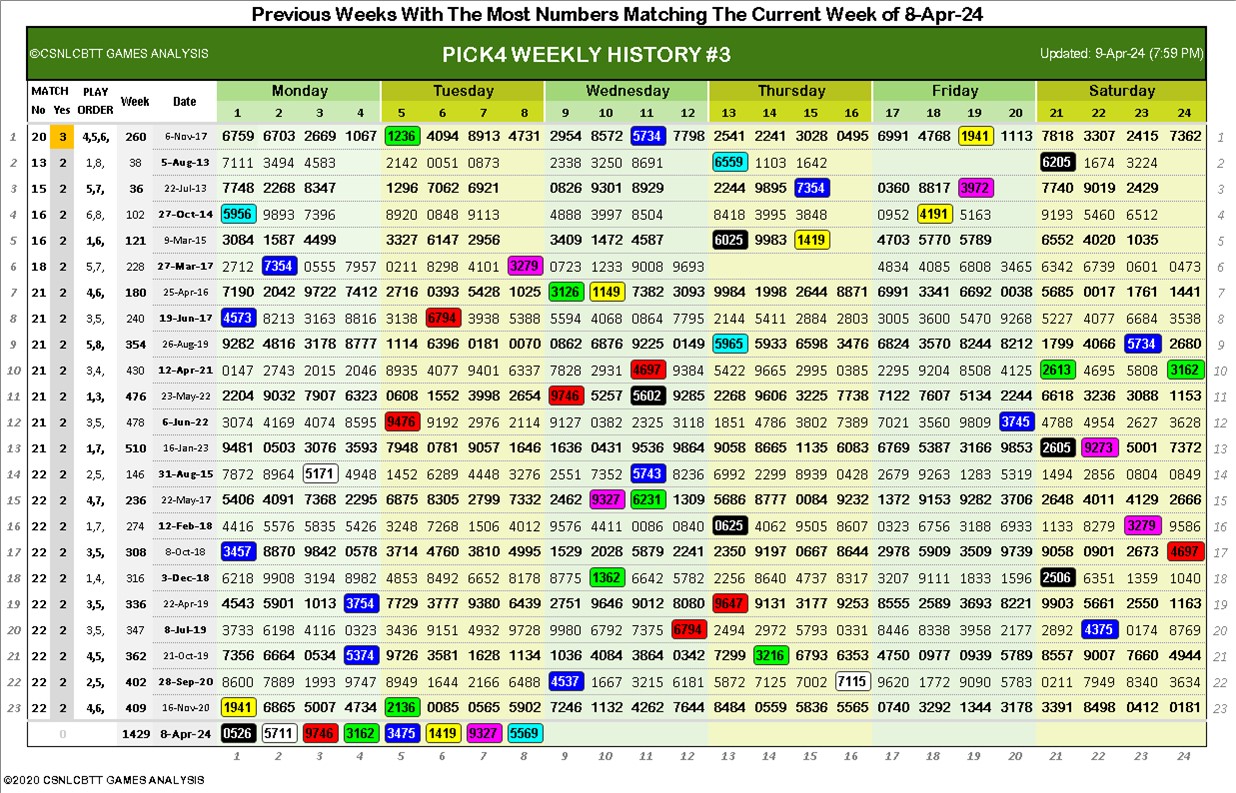 Previous Weeks With The Most Numbers Matching The Current Week of 8-Apr-24
©CSNLCBTT GAMES ANALYSIS PICK4 WEEKLY HISTORY #3 Updated: 9-Apr-24 (7:59 PM)
MATCH PLAY Week Date Monday Tuesday Wednesday Thursday Friday Saturday
No Yes ORDER 1 2 3 4 5 6 7 8 9 10 11 12 13 14 15 16 17 18 19 20 21 22 23 24
1 20 3 4,5,6, 260 6-Nov-17 6759 6703 2669 1067 1236 4094 8913 4731 2954 8572 5734 7798 2541 2241 3028 0495 6991 4768 1941 1113 7818 3307 2415 7362 1
2 13 2 1,8, 38 5-Aug-13 7111 3494 4583 2142 0051 0873 2338 3250 8691 6559 1103 1642 6205 1674 3224 2
3 15 2 5,7, 36 22-Jul-13 7748 2268 8347 1296 7062 6921 0826 9301 8929 2244 9895 7354 0360 8817 3972 7740 9019 2429 3
4 16 2 6,8, 102 27-Oct-14 5956 9893 7396 8920 0848 9113 4888 3997 8504 8418 3995 3848 0952 4191 5163 9193 5460 6512 4
5 16 2 1,6, 121 9-Mar-15 3084 1587 4499 3327 6147 2956 3409 1472 4587 6025 9983 1419 4703 5770 5789 6552 4020 1035 5
6 18 2 5,7, 228 27-Mar-17 2712 7354 0555 7957 0211 8298 4101 3279 0723 1233 9008 9693 4834 4085 6808 3465 6342 6739 0601 0473 6
7 21 2 4,6, 180 25-Apr-16 7190 2042 9722 7412 2716 0393 5428 1025 3126 1149 7382 3093 9984 1998 2644 8871 6991 3341 6692 0038 5685 0017 1761 1441 7
8 21 2 3,5, 240 19-Jun-17 4573 8213 3163 8816 3138 6794 3938 5388 5594 4068 0864 7795 2144 5411 2884 2803 9005 3600 5470 9268 5227 4077 6684 3538 8
9 21 2 5,8, 354 26-Aug-19 9282 4816 3178 8777 1114 6396 0181 0070 0862 6876 9225 0149 5965 5933 6598 3476 6824 3570 8244 8212 1799 4066 5734 2680 9
10 21 2 3,4, 430 12-Apr-21 0147 2743 2015 2046 8935 4077 9401 6337 7828 2931 4697 9384 5422 9665 2995 0385 2295 9204 8508 4125 2613 4695 5808 3162 10
11 21 2 1,3, 476 23-May-22 2204 9032 7907 6323 0608 1552 3998 2654 9746 5257 5602 9285 2268 9606 3225 7738 7122 7607 5134 2244 6618 3236 3088 1153 11
12 21 2 3,5, 478 6-Jun-22 3074 4169 4074 8595 9476 9192 2976 2114 9127 0382 2325 3118 1851 4786 3802 7389 7021 3560 9809 3745 4788 4954 2627 3628 12
13 21 2 1,7, 510 16-Jan-23 9481 0503 3076 3593 7948 0781 9057 1646 1636 0431 9536 9864 9058 8665 1135 6083 6769 5387 3166 9853 2605 9273 5001 7372 13
14 22 2 2,5, 146 31-Aug-15 7872 8964 5171 4948 1452 6289 4448 3276 2551 7352 5743 8236 6992 2299 8939 0428 2679 9263 1283 5319 1494 2856 0804 0849 14
15 22 2 4,7, 236 22-May-17 5406 4091 7368 2295 6875 8305 2799 7332 2462 9327 6231 1309 5686 8777 0084 9232 1372 9153 9282 3706 2648 4011 4129 2666 15
16 22 2 1,7, 274 12-Feb-18 4416 5576 5835 5426 3248 7268 1506 4012 9576 4411 0086 0840 0625 4062 9505 8607 0323 6756 3188 6933 1133 8279 3279 9586 16
17 22 2 3,5, 308 8-Oct-18 3457 8870 9842 0578 3714 4760 3810 4995 1529 2028 5879 2241 2350 9197 0667 8644 2978 5909 3509 9739 9058 0901 2673 4697 17
18 22 2 1,4, 316 3-Dec-18 6218 9908 3194 8982 4853 8492 6652 8178 8775 1362 6642 5782 2256 8640 4737 8317 3207 9111 1833 1596 2506 6351 1359 1040 18
19 22 2 3,5, 336 22-Apr-19 4543 5901 1013 3754 7729 3777 9380 6439 2751 9646 9012 8080 9647 9131 3177 9253 8555 2589 3693 8221 9903 5661 2550 1163 19
20 22 2 3,5, 347 8-Jul-19 3733 6198 4116 0323 3436 9151 4932 9728 9980 6792 7375 6794 2494 2972 5793 0331 8446 8338 3958 2177 2892 4375 0174 8769 20
21 22 2 4,5, 362 21-Oct-19 7356 6664 0534 5374 9726 3581 1628 1134 1036 4084 3864 0342 7299 3216 6793 6353 4750 0977 0939 5789 8557 9007 7660 4944 21
22 22 2 2,5, 402 28-Sep-20 8600 7889 1993 9747 8949 1644 2166 6488 4537 1667 3215 6181 5872 7125 7002 7115 9620 1772 9090 5783 0211 7949 8340 3634 22
23 22 2 4,6, 409 16-Nov-20 1941 6865 5007 4734 2136 0085 0565 5902 7246 1132 4262 7644 8484 0559 5836 5565 0740 3292 1344 3178 3391 8498 0412 0181 23
0 1429 8-Apr-24 0526 5711 9746 3162 3475 1419 9327 5569
1 2 3 4 5 6 7 8 9 10 11 12 13 14 15 16 17 18 19 20 21 22 23 24
©2020 CSNLCBTT GAMES ANALYSIS